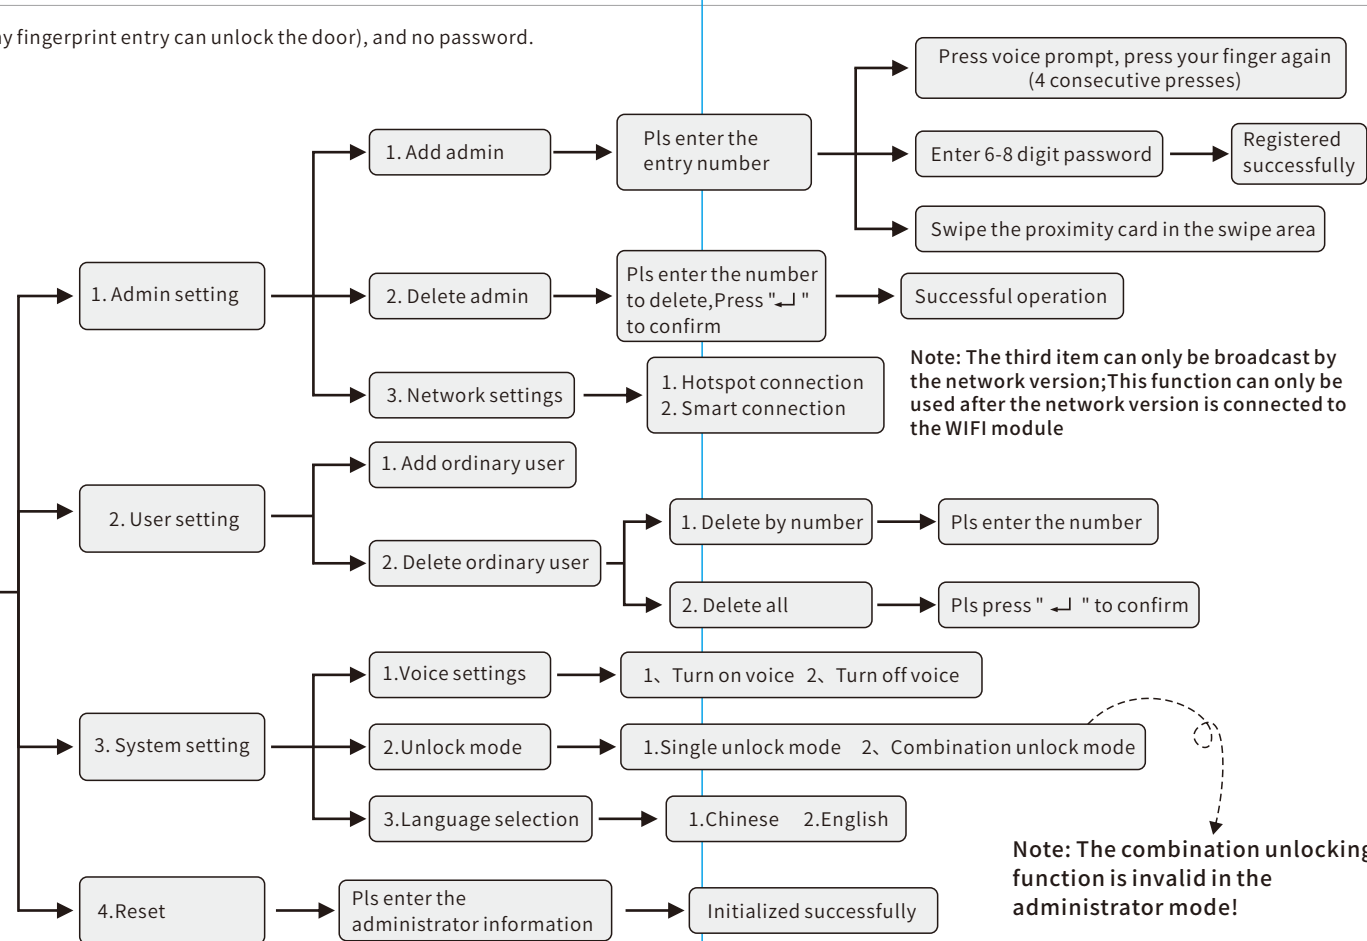 y fingerprint entry can unlock the door), and no password.
Press voice prompt, press your finger again
(4 consecutive presses)
1. Add admin
Pls enter the
entry number
Enter 6-8 digit password
Registered
successfully
Swipe the proximity card in the swipe area
1. Admin setting
2. Delete admin
Pls enter the number
to delete,Press "↵"
to confirm
Successful operation
3. Network settings
1. Hotspot connection
2. Smart connection
Note: The third item can only be broadcast by
the network version;This function can only be
used after the network version is connected to
the WIFI module
2. User setting
1. Add ordinary user
2. Delete ordinary user
1. Delete by number
Pls enter the number
2. Delete all
Pls press " ↵ " to confirm
3. System setting
1.Voice settings
1、Turn on voice 2、Turn off voice
2.Unlock mode
1.Single unlock mode 2、Combination unlock mode
3.Language selection
1.Chinese 2.English
Note: The combination unlocking
function is invalid in the
administrator mode!
4.Reset
Pls enter the
administrator information
Initialized successfully